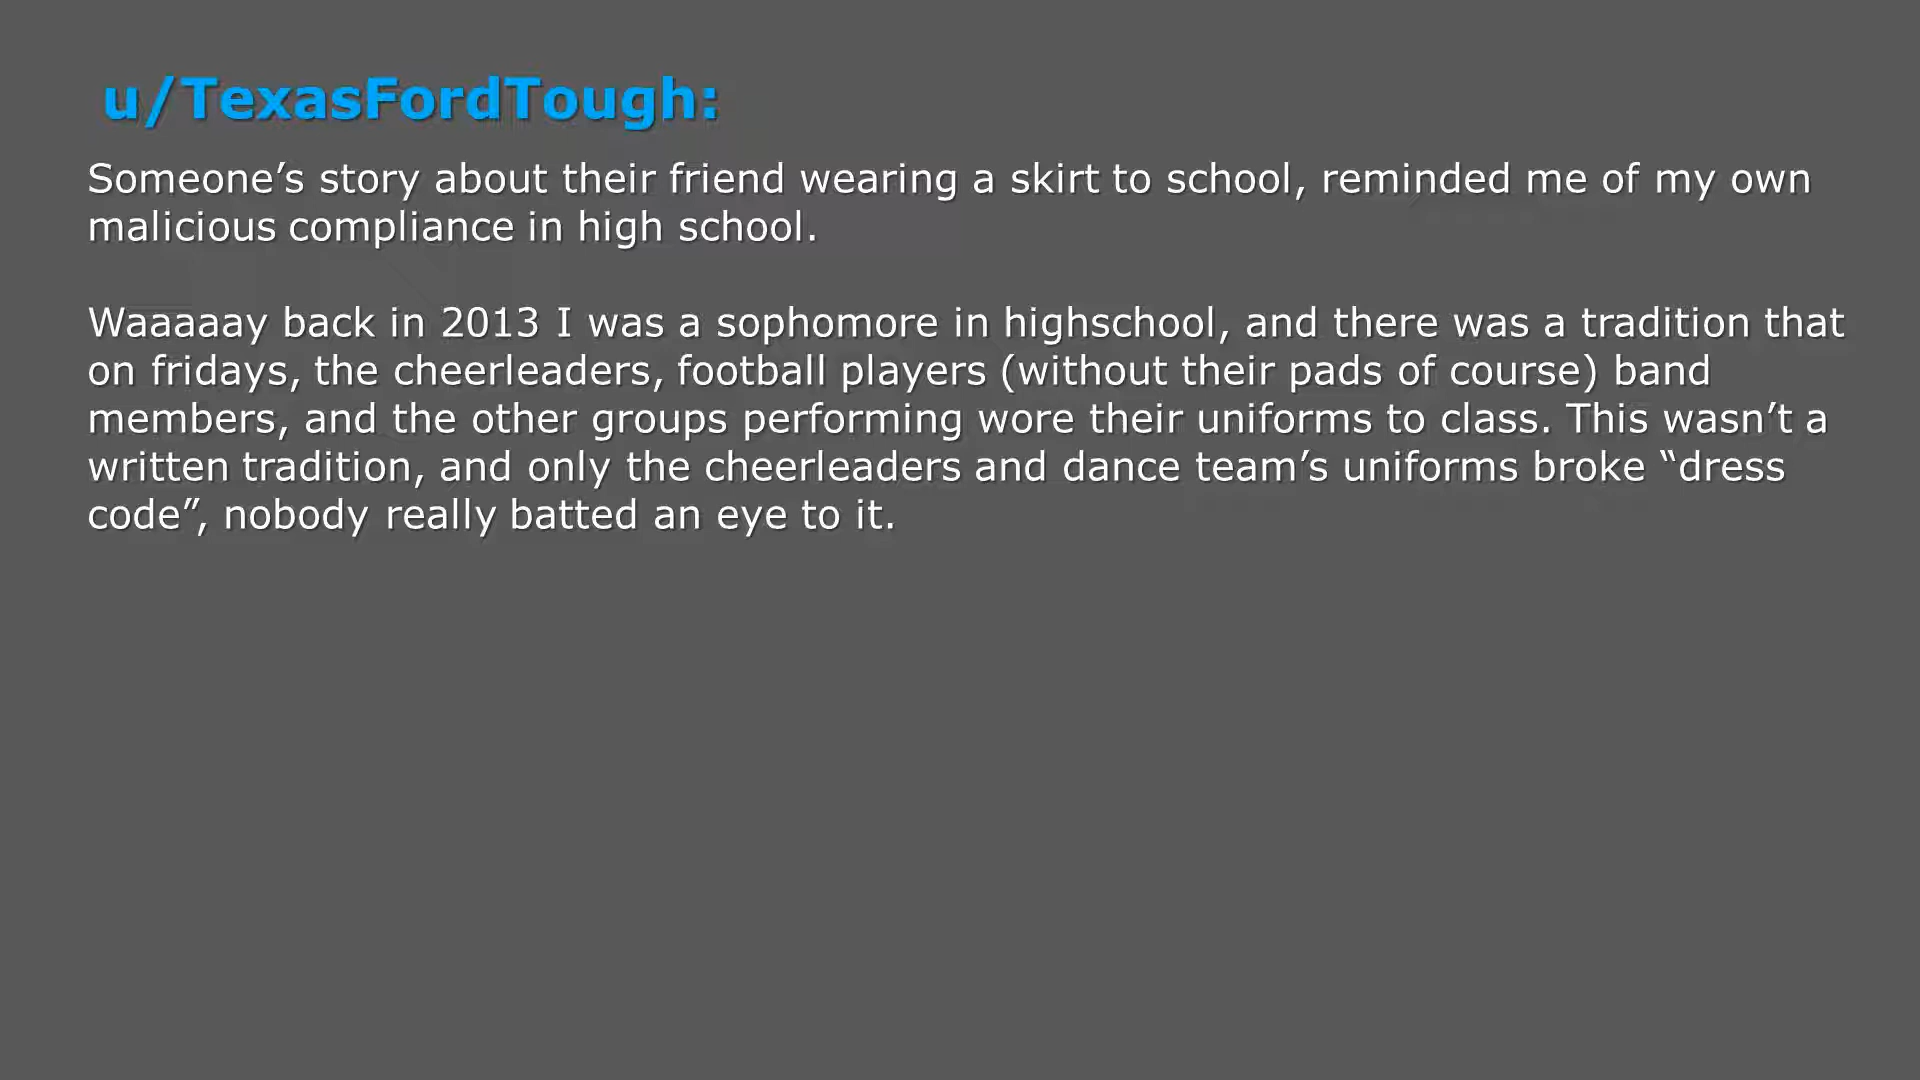 u/TexasFordTough:
Someone’s story about their friend wearing a skirt to school, reminded me of my own
malicious compliance in high school.
Waaaaay back in 2013 I was a sophomore in highschool, and there was a tradition that
on fridays, the cheerleaders, football players (without their pads of course) band
members, and the other groups performing wore their uniforms to class. This wasn’t a
written tradition, and only the cheerleaders and dance team’s uniforms broke “dress
code”, nobody really batted an eye to it.